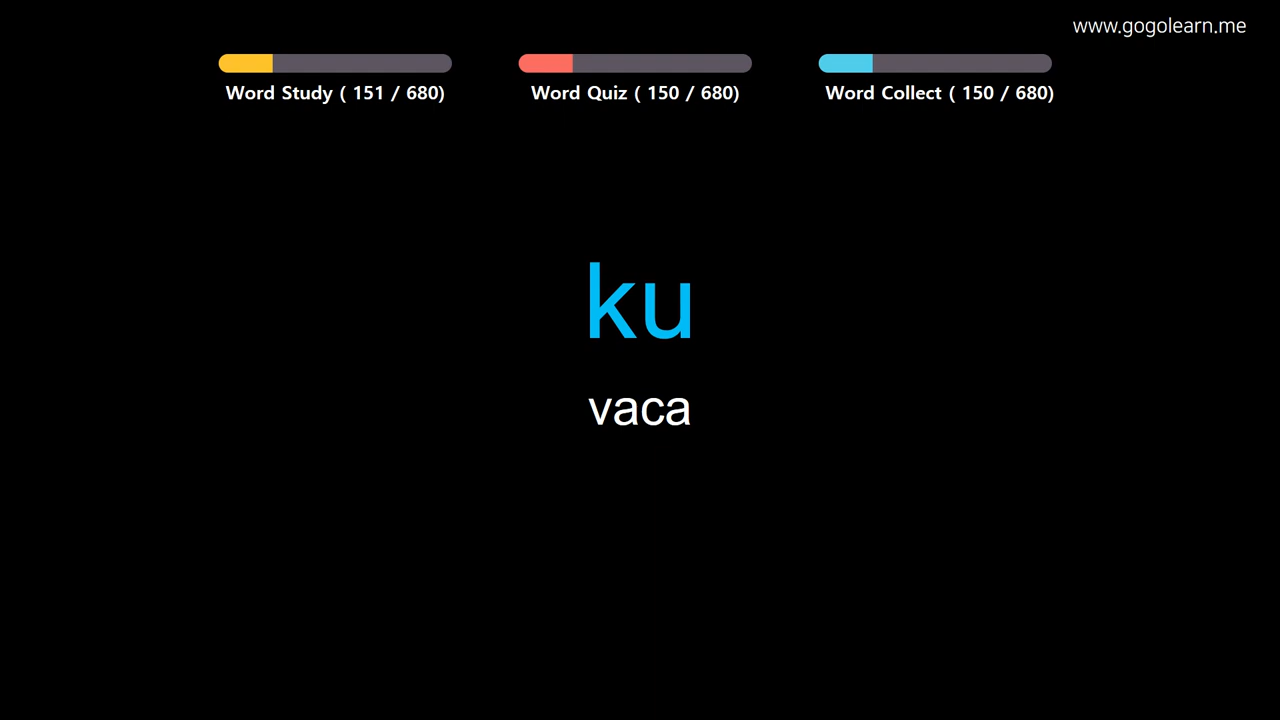 www.gogolearn.me
Word Study ( 151 / 680)
Word Quiz ( 150 / 680)
Word Collect ( 150 / 680)
ku
vaca